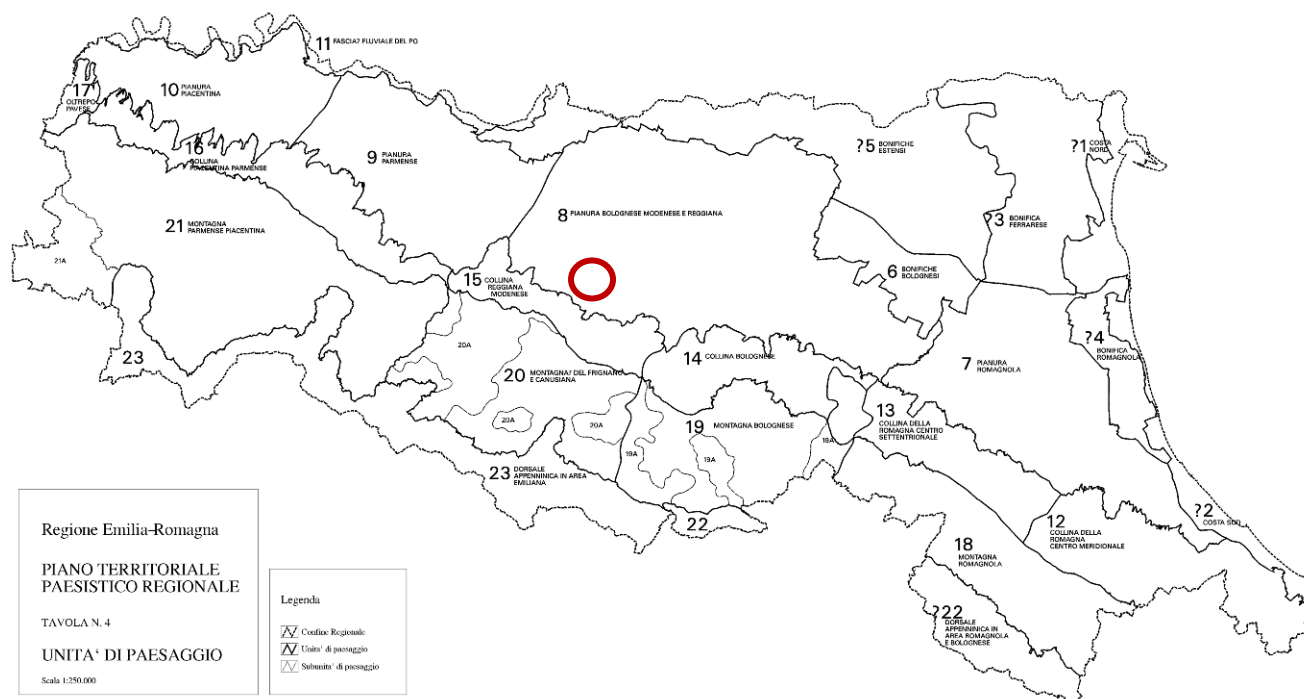 11 FASCIA? FLUVIALE DEL PO
10 PIANURA
PIACENTINA
17
OLTREPO
PAVESE
16
COLLINA
PIACENTINA PARMENSE
9 PIANURA
PARMENSE
?5 BONIFICHE
ESTENSI
?1 COSTA
NORD
8 PIANURA BOLOGNESE MODENESE E REGGIANA
21 MONTAGNA
PARMENSE PIACENTINA
?3 BONIFICA
FERRARESE
21A
15 COLLINA
REGGIANA
MODENESE
6 BONIFICHE
BOLOGNESI
?4
BONIFICA
ROMAGNOLA
20A
14 COLLINA BOLOGNESE
23
7 PIANURA
ROMAGNOLA
20 MONTAGNA? DEL FRIGNANO
E CANUSIANA
20A
20A
13
COLLINA DELLA
ROMAGNA CENTRO
SETTENTRIONALE
19 MONTAGNA BOLOGNESE
19A
19A
19A
23 DORSALE
APPENNINICA IN AREA
EMILIANA
22
?2
COSTA SUD
12
COLLINA DELLA
ROMAGNA
CENTRO MERIDIONALE
18
MONTAGNA
ROMAGNOLA
?22
DORSALE
APPENNINICA IN
AREA ROMAGNOLA
E BOLOGNESE
Regione Emilia-Romagna
PIANO TERRITORIALE
PAESISTICO REGIONALE
TAVOLA N. 4
UNITA' DI PAESAGGIO
Scala 1:250.000
Legenda
Confine Regionale
Unita' di paesaggio
Subunita' di paesaggio